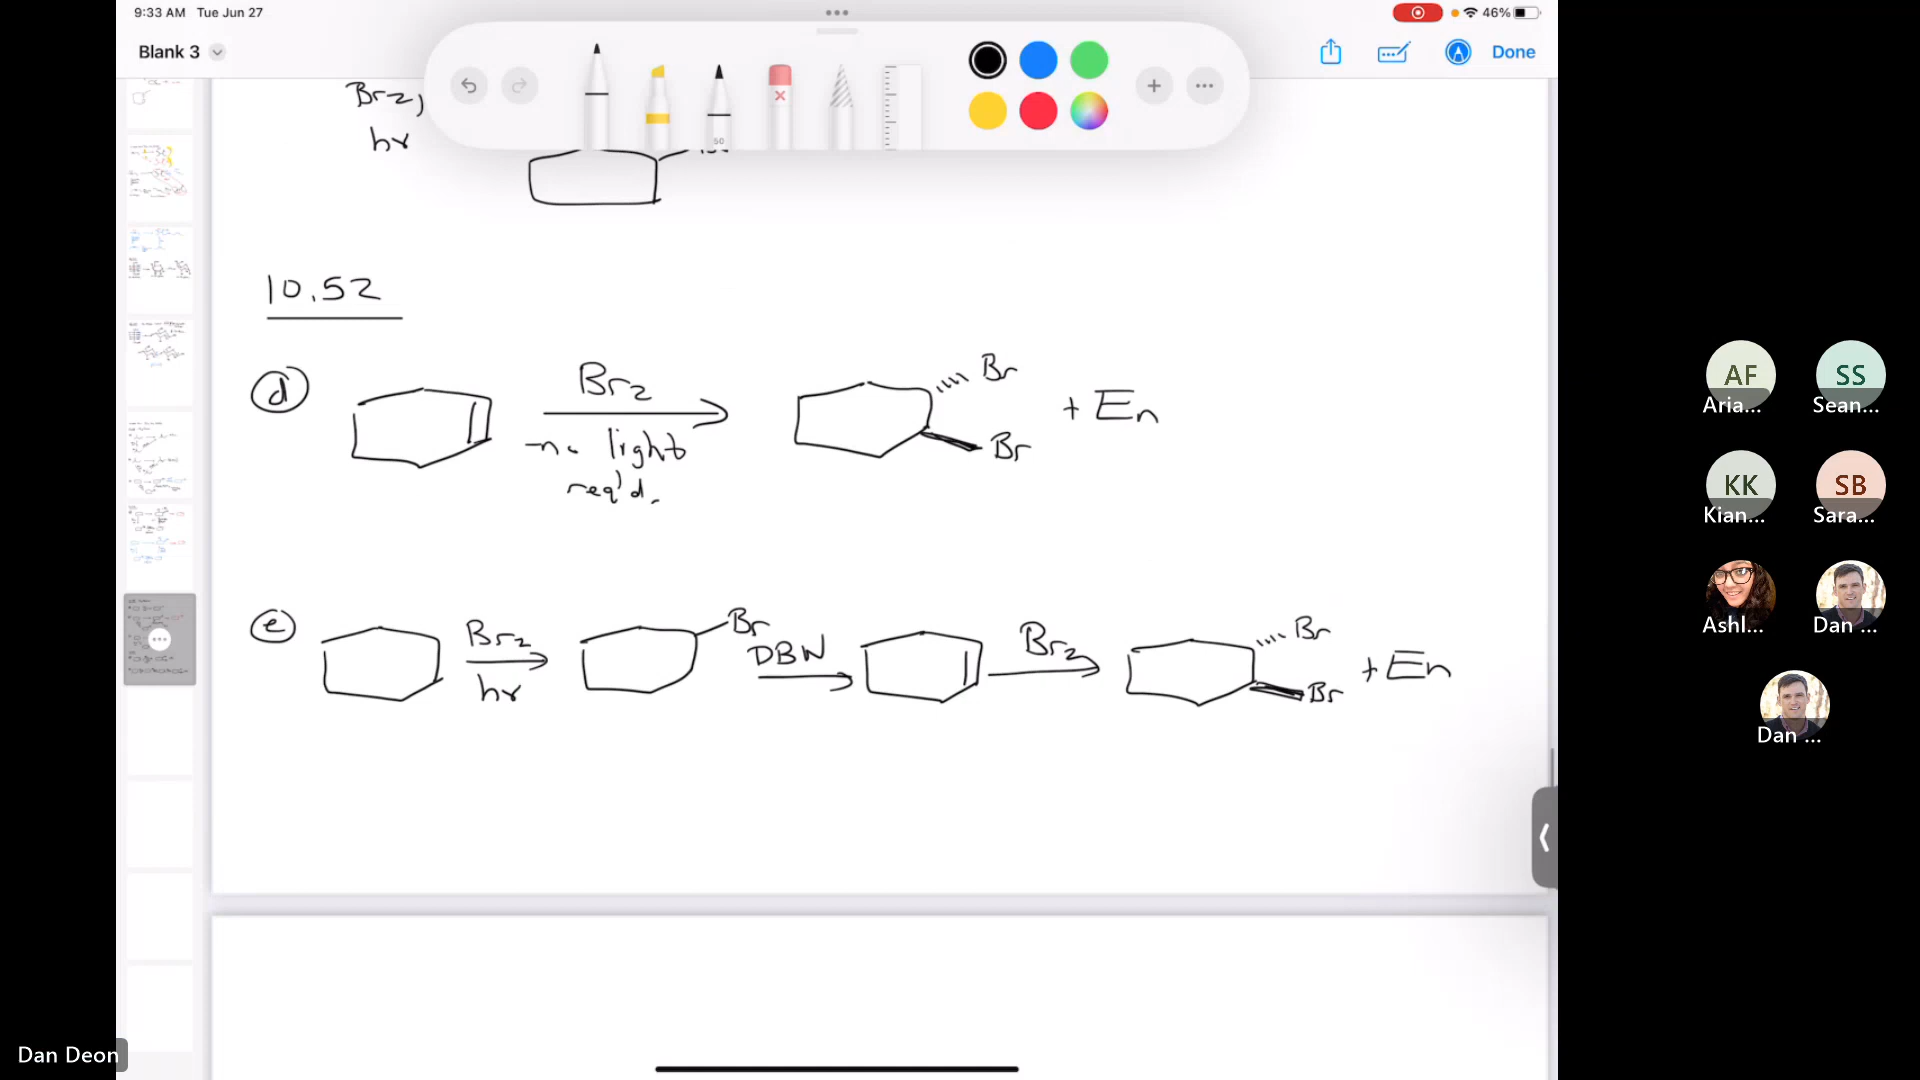 9:33 AM Tue Jun 27
46%
Blank 3
Done
50
Br2,
hv
10.52
d
Br2
Br
+ En
-no light
Br
req'd.
e
Br2
Br
DBN
Br2
Br
+ En
hv
Br
AF
SS
Aria...
Sean...
KK
SB
Kian...
Sara...
Ashl...
Dan ...
Dan ...
Dan Deon